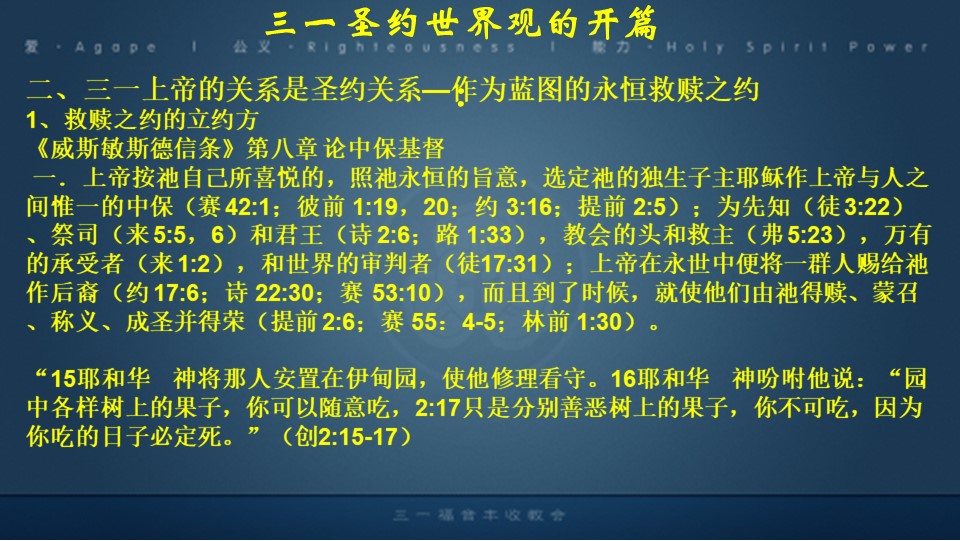 三一圣约世界观的开篇
爱 · Agape | 公义 · Righteousness | 能力 · Holy Spirit Power
二、三一上帝的关系是圣约关系—作为蓝图的永恒救赎之约
1、救赎之约的立约方
《威斯敏斯德信条》第八章 论中保基督
一．上帝按祂自己所喜悦的，照祂永恒的旨意，选定祂的独生子主耶稣作上帝与人之
间惟一的中保（赛42:1；彼前 1:19，20；约 3:16；提前 2:5）；为先知（徒3:22）
、祭司（来5:5，6）和君王（诗2:6；路 1:33），教会的头和救主（弗5:23），万有
的承受者（来1:2），和世界的审判者（徒17:31）；上帝在永世中便将一群人赐给祂
作后裔（约17:6；诗 22:30；赛 53:10），而且到了时候，就使他们由祂得赎、蒙召
、称义、成圣并得荣（提前2:6；赛 55：4-5；林前 1:30）。
“15耶和华　神将那人安置在伊甸园，使他修理看守。16耶和华　神吩咐他说：“园
中各样树上的果子，你可以随意吃，2:17只是分别善恶树上的果子，你不可吃，因为
你吃的日子必定死。”（创2:15-17）
三一福音丰收教会